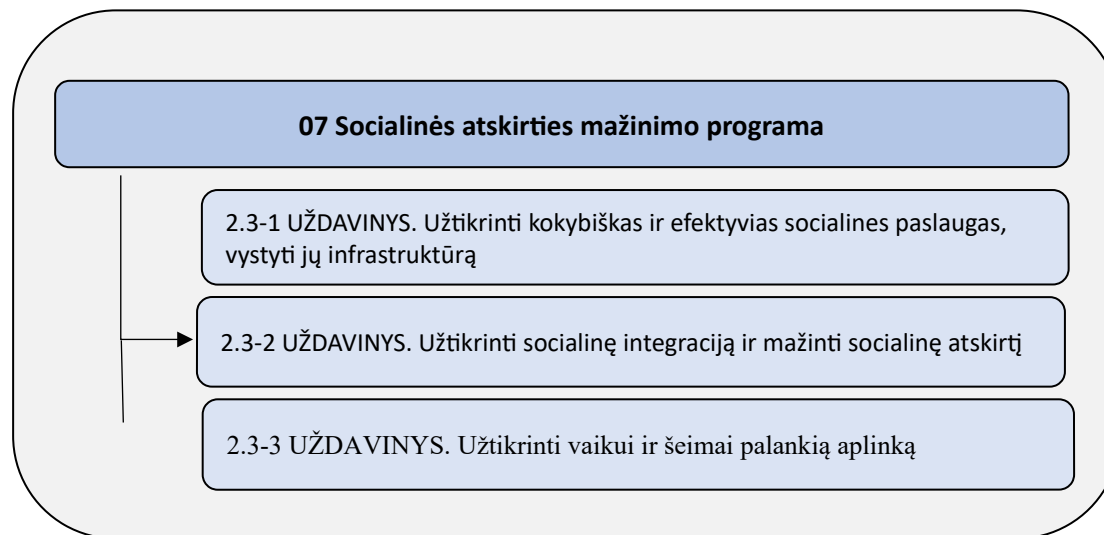 07 Socialinės atskirties mažinimo programa
2.3-1 UŽDAVINYS. Užtikrinti kokybiškas ir efektyvias socialines paslaugas,
vystyti jų infrastruktūrą
2.3-2 UŽDAVINYS. Užtikrinti socialinę integraciją ir mažinti socialinę atskirtį
2.3-3 UŽDAVINYS. Užtikrinti vaikui ir šeimai palankią aplinką